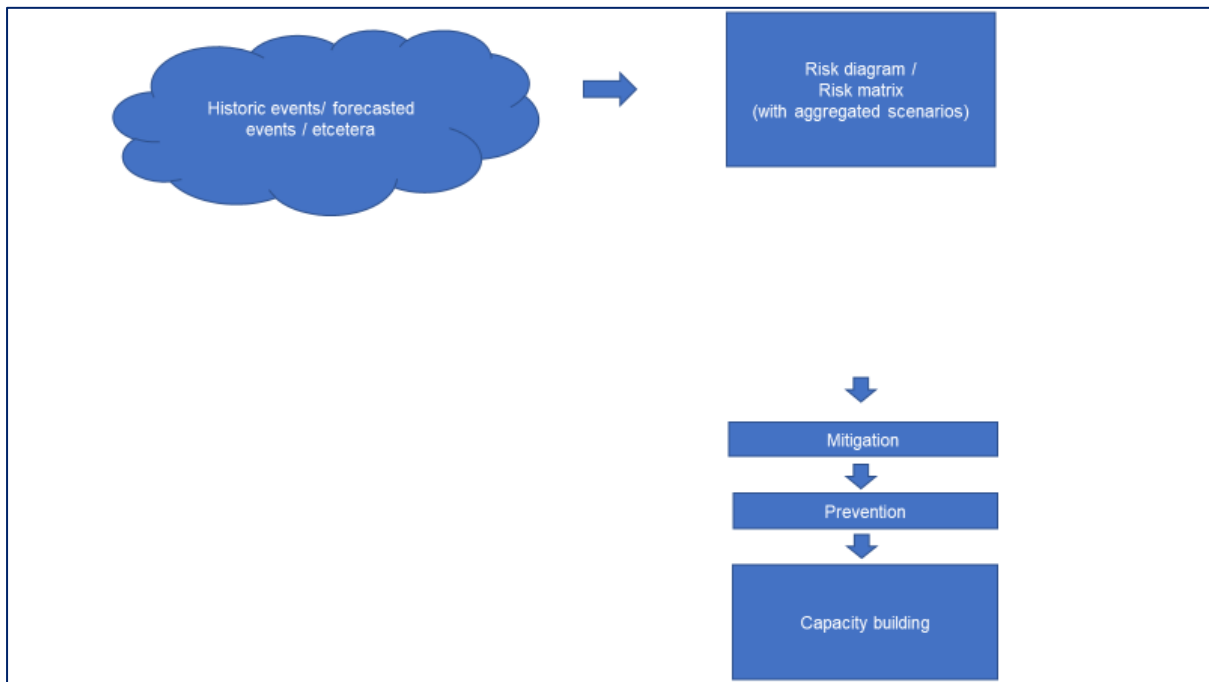 Historic events/ forecasted
events / etcetera
Risk diagram /
Risk matrix
(with aggregated scenarios)
Mitigation
Prevention
Capacity building